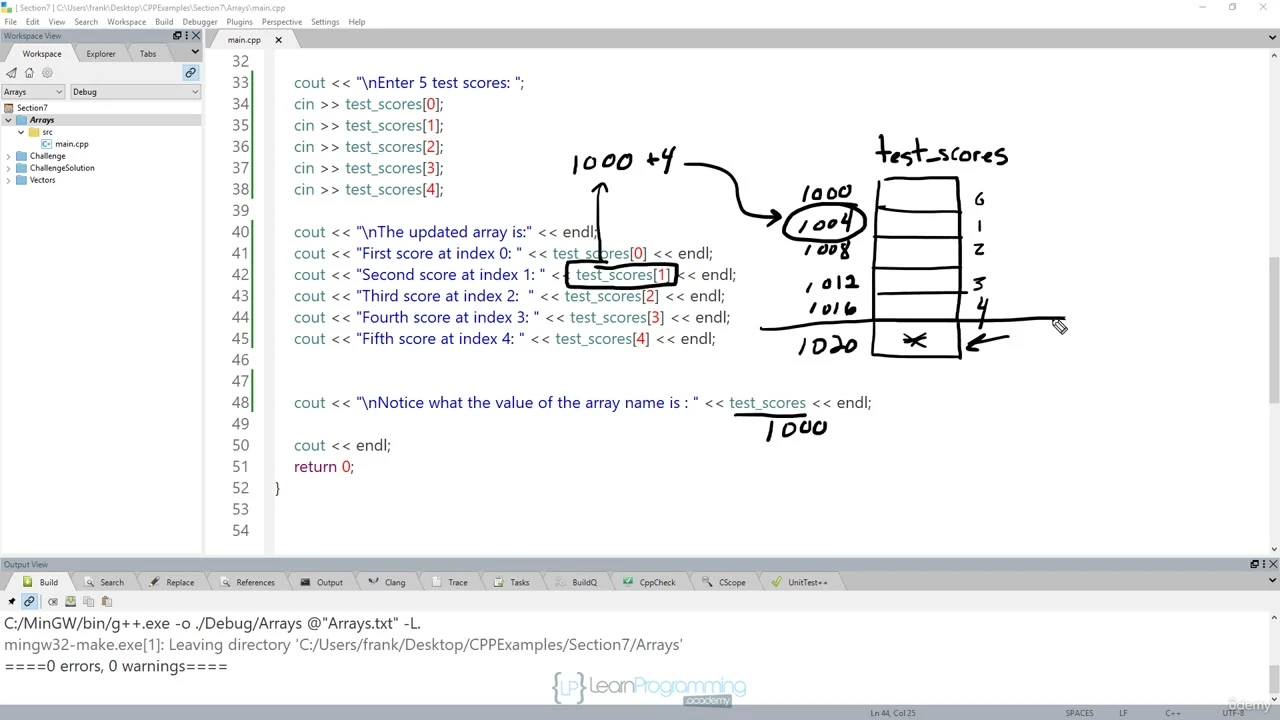 [ Section7 ] C:\Users\frank\Desktop\CPPExamples\Section7\Arrays\main.cpp
File Edit View Search Workspace Build Debugger Plugins Perspective Settings Help
Workspace View
Workspace Explorer Tabs
Arrays Debug
Section7
Arrays
src
main.cpp
Challenge
ChallengeSolution
Vectors
main.cpp
32
33 cout << "\nEnter 5 test scores: ";
34 cin >> test_scores[0];
35 cin >> test_scores[1];
36 cin >> test_scores[2];
37 cin >> test_scores[3];
38 cin >> test_scores[4];
39
40 cout << "\nThe updated array is:" << endl;
41 cout << "First score at index 0: " << test_scores[0] << endl;
42 cout << "Second score at index 1: " << test_scores[1] << endl;
43 cout << "Third score at index 2:  " << test_scores[2] << endl;
44 cout << "Fourth score at index 3: " << test_scores[3] << endl;
45 cout << "Fifth score at index 4: " << test_scores[4] << endl;
46
47
48 cout << "\nNotice what the value of the array name is : " << test_scores << endl;
49
50 cout << endl;
51 return 0;
52 }
53
54
1000 +4
test_scores
1000 0
1004 1
1008 2
1012 3
1016 4
1020
1000
Output View
Build Search Replace References Output Clang Trace Tasks BuildQ CppCheck CScope UnitTest++
C:/MinGW/bin/g++.exe -o ./Debug/Arrays @"Arrays.txt" -L.
mingw32-make.exe[1]: Leaving directory 'C:/Users/frank/Desktop/CPPExamples/Section7/Arrays'
====0 errors, 0 warnings====
{LP} LearnProgramming
academy
ûdemy
Ln 44, Col 25 SPACES LF C++ UTF-8